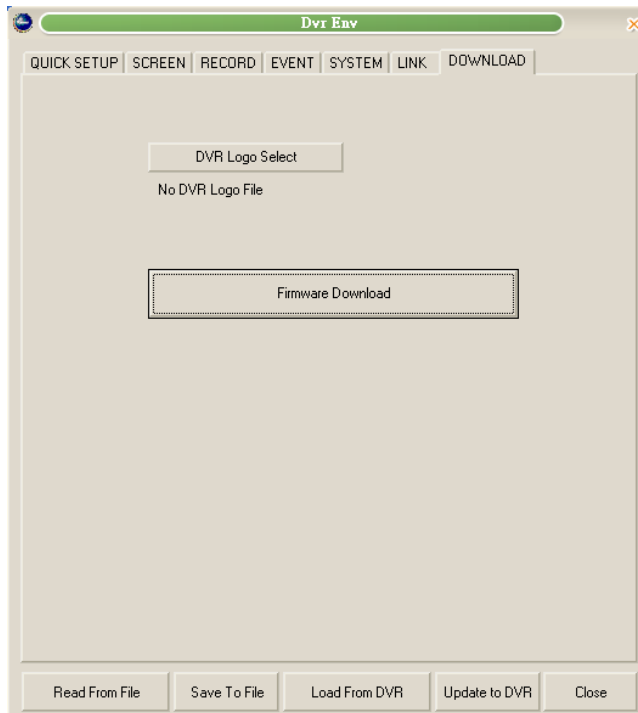 Dvr Env
QUICK SETUP SCREEN RECORD EVENT SYSTEM LINK DOWNLOAD
DVR Logo Select
No DVR Logo File
Firmware Download
Read From File Save To File Load From DVR Update to DVR Close